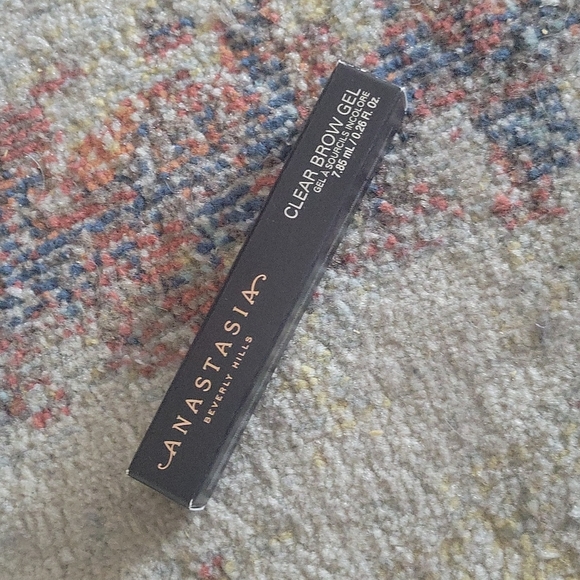 CLEAR BROW GEL
GEL À SOURCILS INCOLORE
7.85 mL / 0.26 Fl. Oz.
ANASTASIA
BEVERLY HILLS